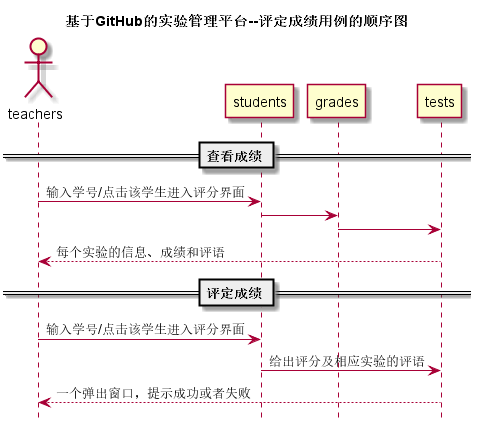 基于GitHub的实验管理平台--评定成绩用例的顺序图
teachers
students
grades
tests
查看成绩
输入学号/点击该学生进入评分界面
每个实验的信息、成绩和评语
评定成绩
输入学号/点击该学生进入评分界面
给出评分及相应实验的评语
一个弹出窗口，提示成功或者失败